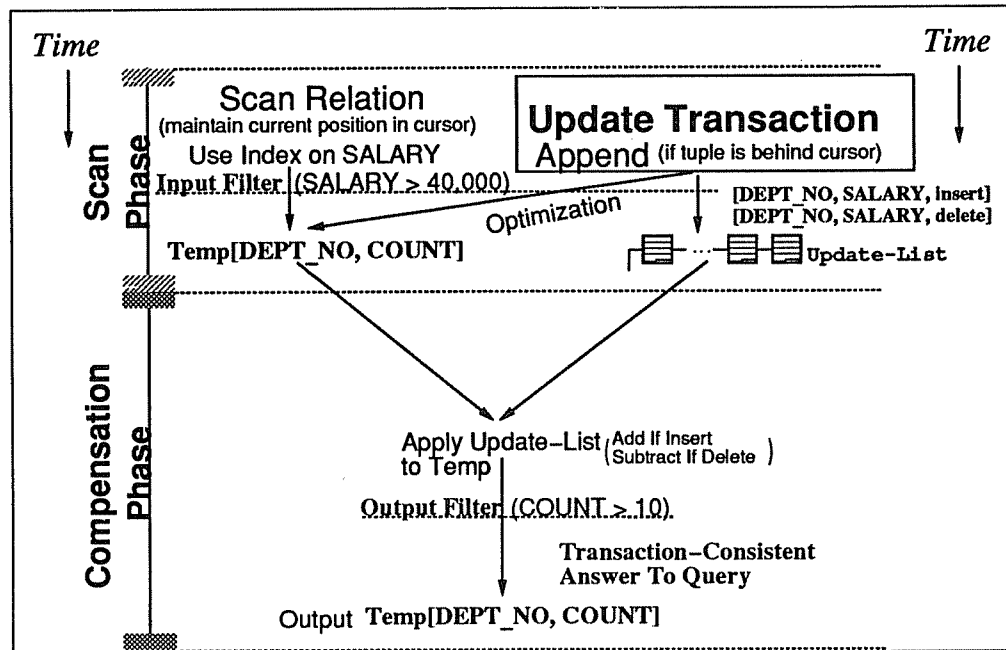 Time
Time
Scan Phase
Scan Relation
(maintain current position in cursor)
Use Index on SALARY
Input Filter (SALARY > 40,000)
Update Transaction
Append (if tuple is behind cursor)
Optimization
[DEPT_NO, SALARY, insert]
[DEPT_NO, SALARY, delete]
Temp[DEPT_NO, COUNT]
... Update-List
Compensation Phase
Apply Update-List (Add If Insert
to Temp Subtract If Delete )
Output Filter (COUNT > 10)
Transaction-Consistent
Answer To Query
Output Temp[DEPT_NO, COUNT]